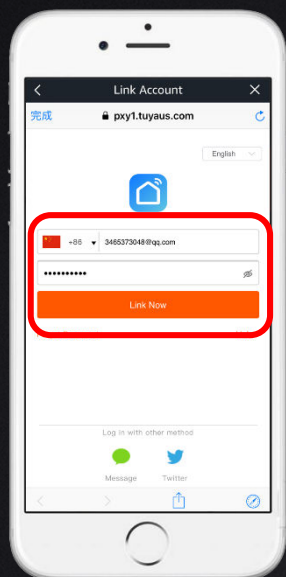 Link Account
完成 pxy1.tuyaus.com
English
+86 3465373048@qq.com
••••••••••
Link Now
Log in with other method
Message Twitter